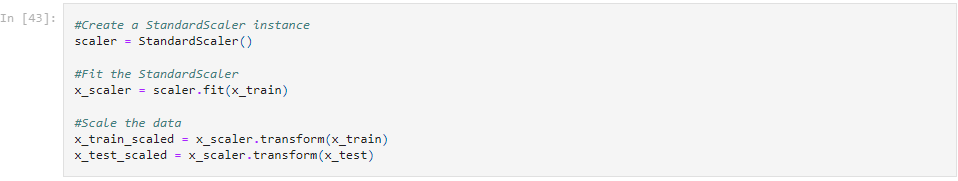 In [43]:
#Create a StandardScaler instance
scaler = StandardScaler()
#Fit the StandardScaler
x_scaler = scaler.fit(x_train)
#Scale the data
x_train_scaled = x_scaler.transform(x_train)
x_test_scaled = x_scaler.transform(x_test)